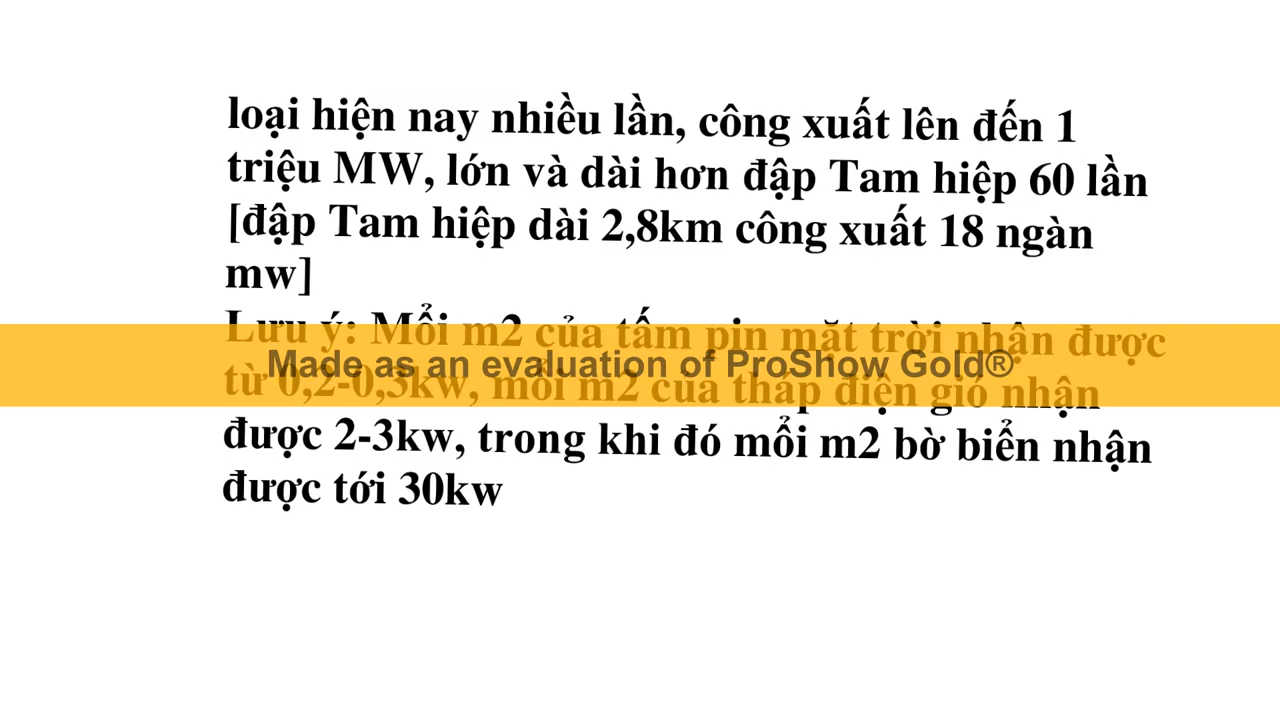 loại hiện nay nhiều lần, công xuất lên đến 1
triệu MW, lớn và dài hơn đập Tam hiệp 60 lần
[đập Tam hiệp dài 2,8km công xuất 18 ngàn
mw]
Lưu ý: Mổi m2 của tấm pin mặt trời nhận được
Made as an evaluation of ProShow Gold®
từ 0,2-0,3kw, mổi m2 của tháp điện gió nhận
được 2-3kw, trong khi đó mổi m2 bờ biển nhận
được tới 30kw